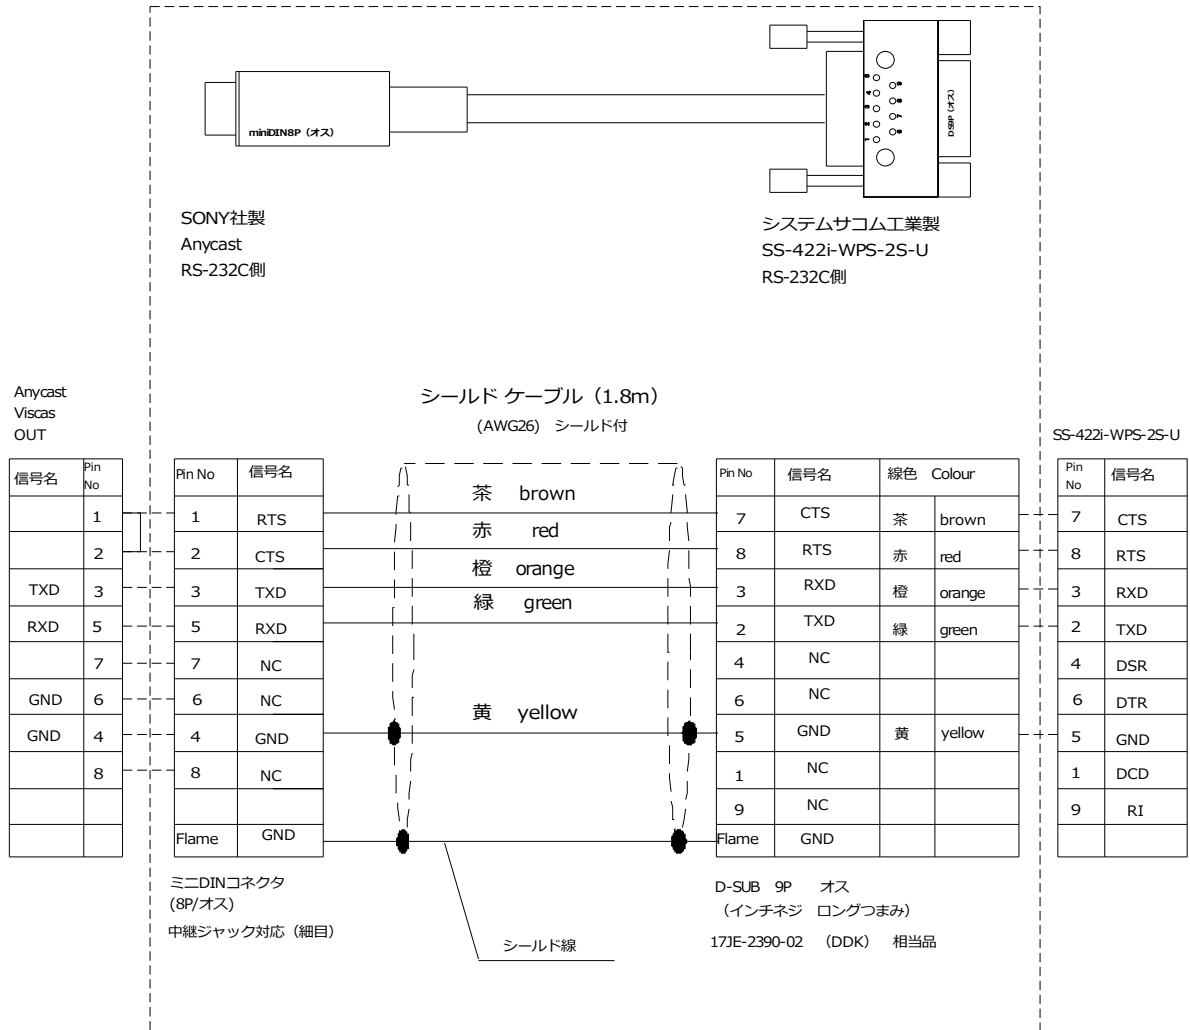 miniDIN8P（オス）
5
4
3
2
1
9
8
7
6
DS9P（オス）
SONY社製
Anycast
RS-232C側
システムサコム工業製
SS-422i-WPS-2S-U
RS-232C側
Anycast
Viscas
OUT
シールド ケーブル（1.8m）
(AWG26) シールド付
SS-422i-WPS-2S-U
信号名 Pin No
1
2
TXD 3
RXD 5
7
GND 6
GND 4
8
Pin No 信号名
1 RTS
2 CTS
3 TXD
5 RXD
7 NC
6 NC
4 GND
8 NC
Flame GND
茶 brown
赤 red
橙 orange
緑 green
黄 yellow
Pin No 信号名 線色 Colour
7 CTS 茶 brown
8 RTS 赤 red
3 RXD 橙 orange
2 TXD 緑 green
4 NC
6 NC
5 GND 黄 yellow
1 NC
9 NC
Flame GND
Pin No 信号名
7 CTS
8 RTS
3 RXD
2 TXD
4 DSR
6 DTR
5 GND
1 DCD
9 RI
ミニDINコネクタ
(8P/オス)
中継ジャック対応（細目）
シールド線
D-SUB 9P オス
（インチネジ ロングつまみ）
17JE-2390-02 （DDK） 相当品